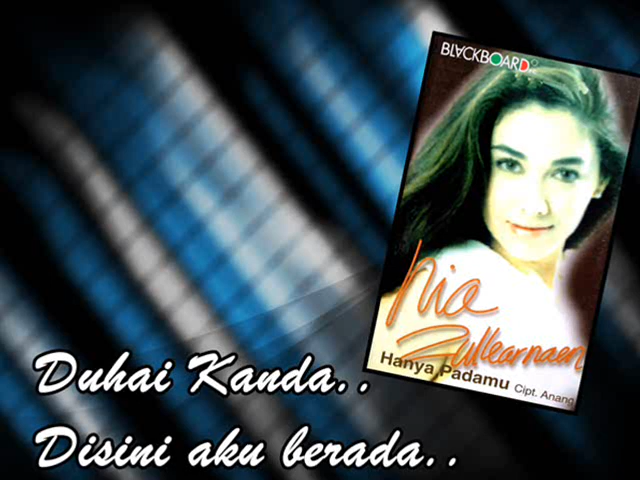 BLACKBOARD
Nia
Zulkarnaen
Hanya Padamu Cipt. Anang
Duhai Kanda..
Disini aku berada..